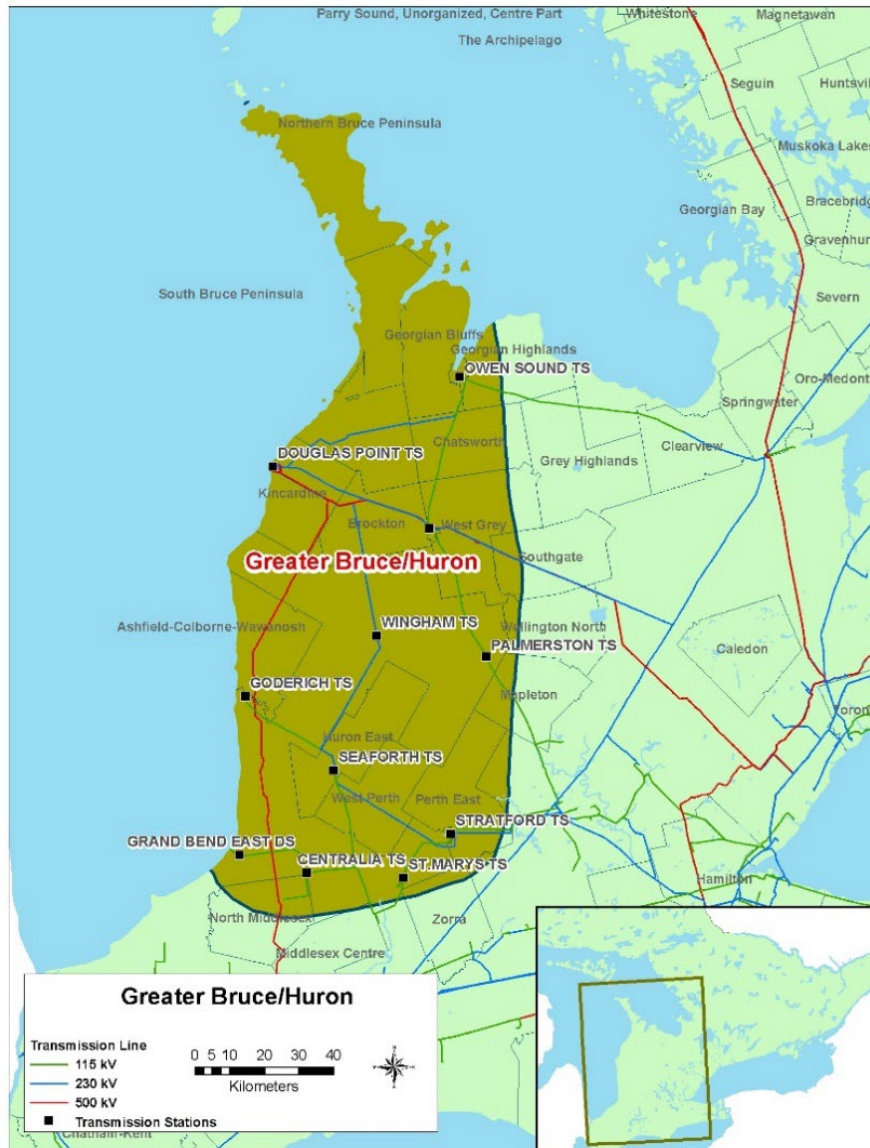 Parry Sound, Unorganized, Centre Part
Whitestone
Magnetawan
The Archipelago
Seguin
Huntsvil
Northern Bruce Peninsula
Muskoka Lakes
Georgian Bay
Bracebridg
Gravenhur
South Bruce Peninsula
Severn
Georgian Bluffs
Georgian Highlands
OWEN SOUND TS
Oro-Medont
Springwater
Chatsworth
Clearview
DOUGLAS POINT TS
Grey Highlands
Kincardine
Brockton
West Grey
Greater Bruce/Huron
Southgate
Ashfield-Colborne-Wawanosh
WINGHAM TS
Wellington North
PALMERSTON TS
Caledon
GODERICH TS
Mapleton
Toron
Huron East
SEAFORTH TS
West Perth
Perth East
STRATFORD TS
GRAND BEND EAST DS
CENTRALIA TS
ST.MARYS TS
Hamilton
North Middlesex
Zorra
Middlesex Centre
Greater Bruce/Huron
Transmission Line
115 kV
230 kV
500 kV
Transmission Stations
0 5 10 20 30 40
Kilometers
Chatham-Kent